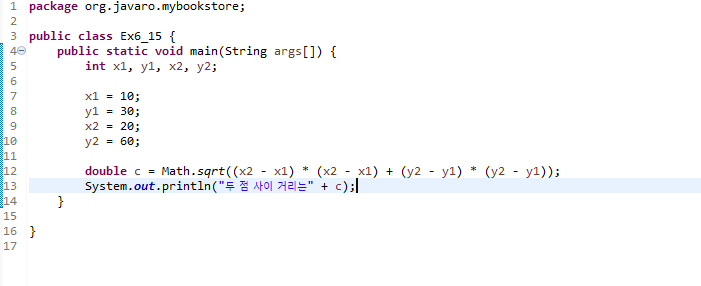 1 package org.javaro.mybookstore;
2
3 public class Ex6_15 {
4 public static void main(String args[]) {
5 int x1, y1, x2, y2;
6
7 x1 = 10;
8 y1 = 30;
9 x2 = 20;
10 y2 = 60;
11
12 double c = Math.sqrt((x2 - x1) * (x2 - x1) + (y2 - y1) * (y2 - y1));
13 System.out.println("두 점 사이 거리는" + c);
14 }
15
16 }
17